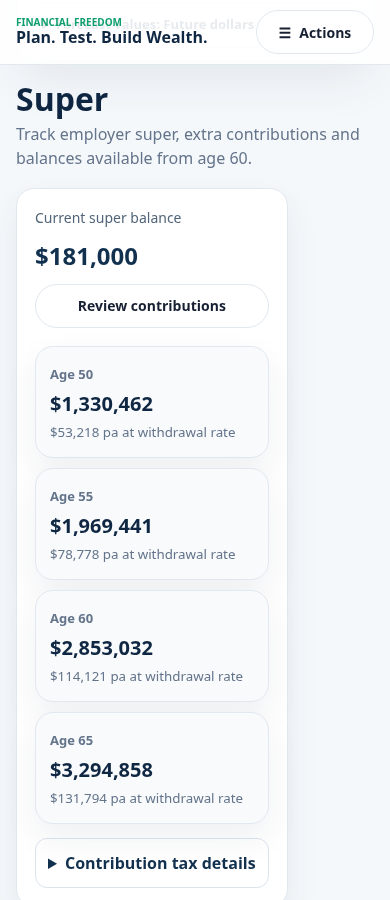 FINANCIAL FREEDOM
alues: Future dollars
Plan. Test. Build Wealth.
☰ Actions
Super
Track employer super, extra contributions and
balances available from age 60.
Current super balance
$181,000
Review contributions
Age 50
$1,330,462
$53,218 pa at withdrawal rate
Age 55
$1,969,441
$78,778 pa at withdrawal rate
Age 60
$2,853,032
$114,121 pa at withdrawal rate
Age 65
$3,294,858
$131,794 pa at withdrawal rate
▶ Contribution tax details